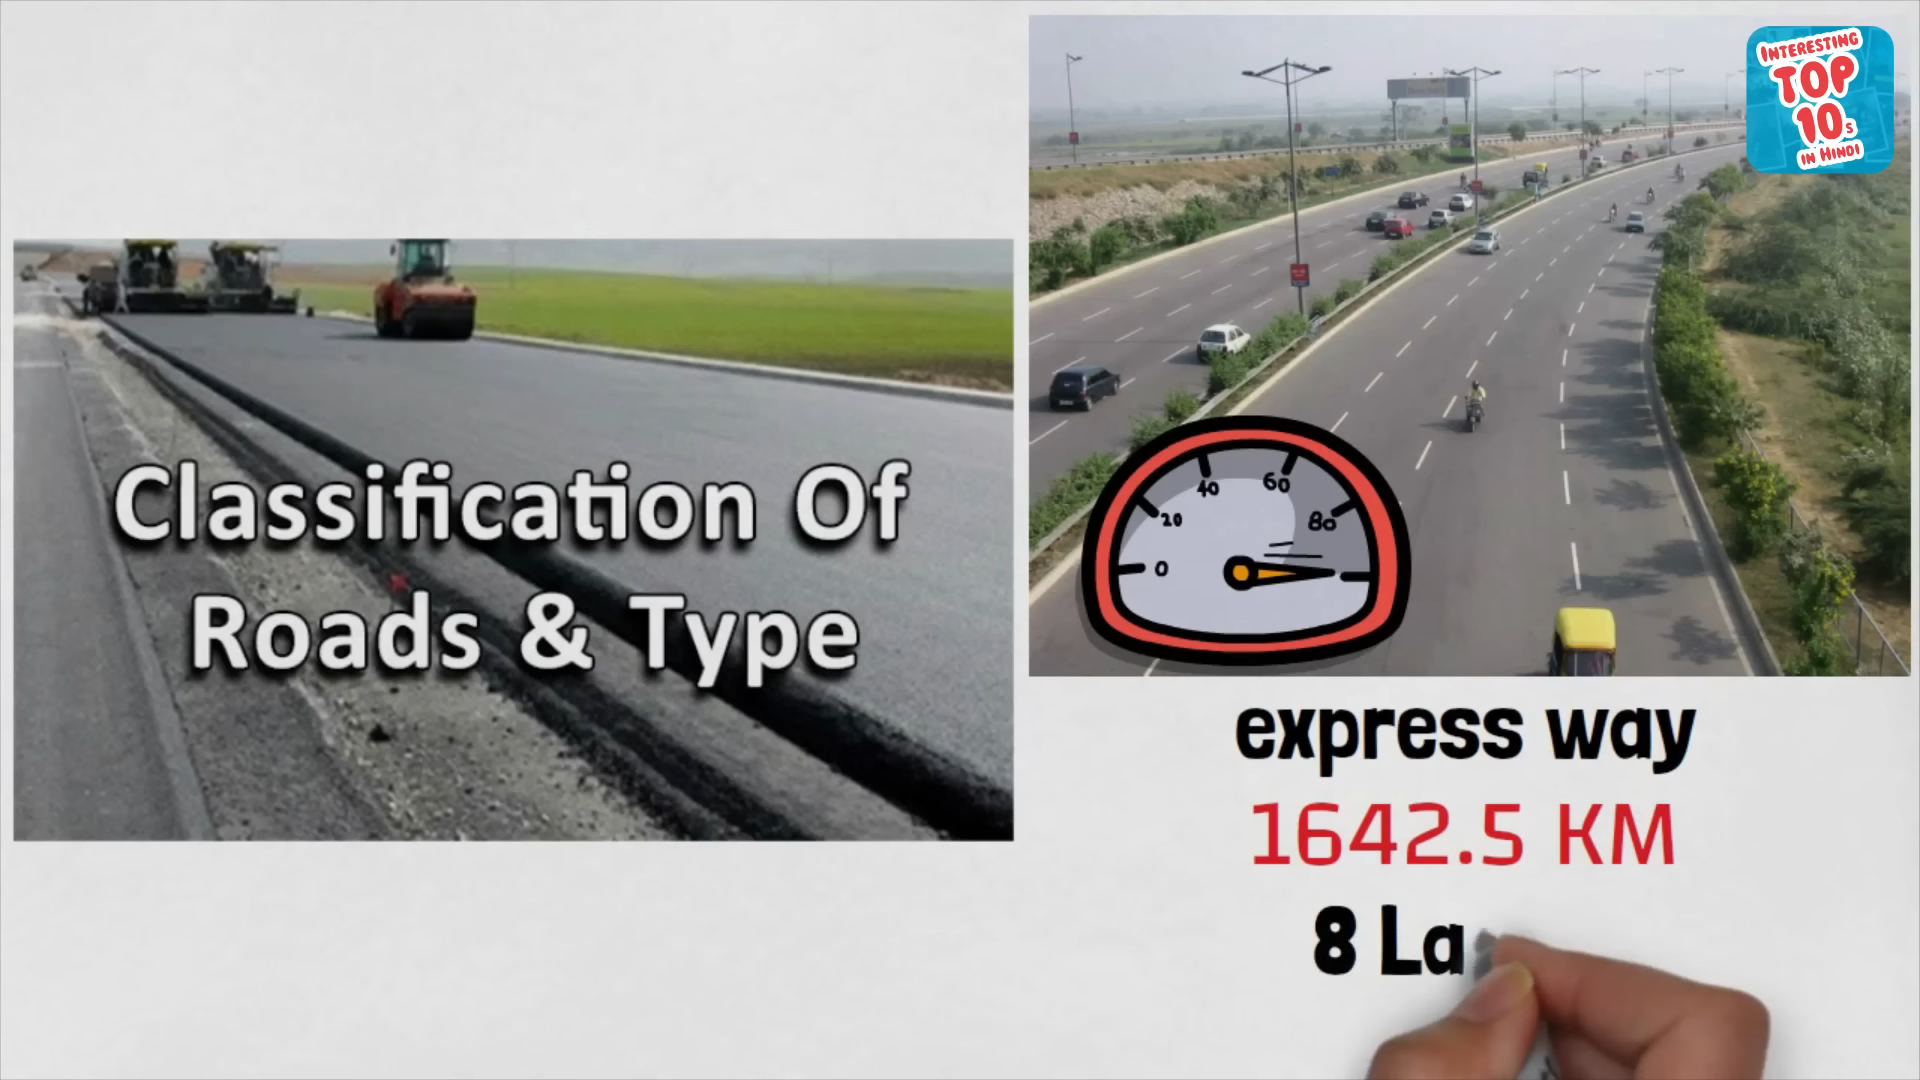 Classification Of
Roads & Type
INTERESTING
TOP
10s
IN HINDI
0
20
40
60
80
express way
1642.5 KM
8 La